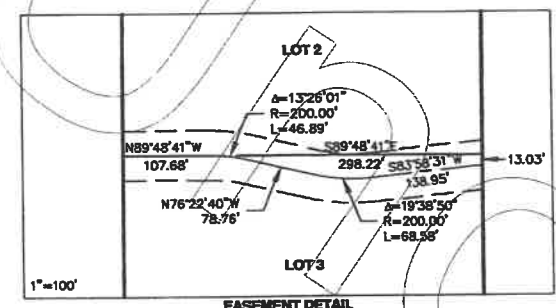 LOT 2
Δ=13°26'01"
R=200.00'
L=46.89'
N89°48'41"W
107.68'
S89°48'41"E
298.22'
S83°58'31"W
138.95'
13.03'
N76°22'40"W
78.76'
Δ=19°38'50"
R=200.00'
L=68.58'
LOT 3
1"=100'
EASEMENT DETAIL